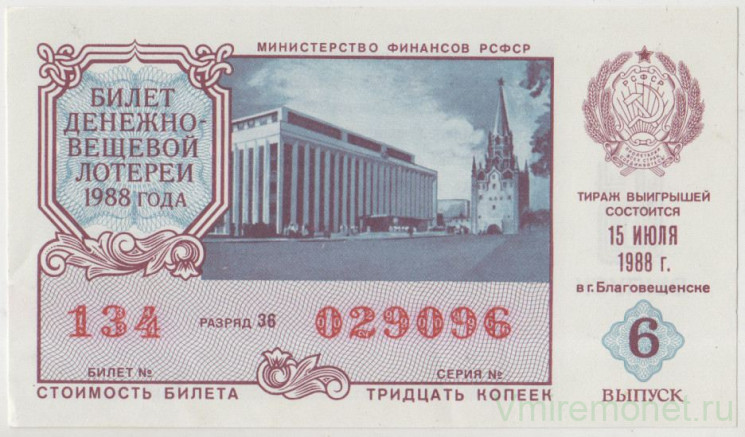 МИНИСТЕРСТВО ФИНАНСОВ РСФСР
БИЛЕТ
ДЕНЕЖНО-
ВЕЩЕВОЙ
ЛОТЕРЕИ
1988 ГОДА
РСФСР
ТИРАЖ ВЫИГРЫШЕЙ
СОСТОИТСЯ
15 ИЮЛЯ
1988 г.
в г. Благовещенске
134 РАЗРЯД 36 029096
БИЛЕТ № СЕРИЯ №
СТОИМОСТЬ БИЛЕТА ТРИДЦАТЬ КОПЕЕК
6
ВЫПУСК
vmiremonet.ru